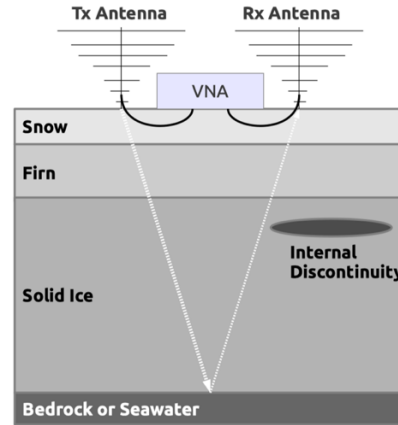 Tx Antenna Rx Antenna
VNA
Snow
Firn
Internal
Discontinuity
Solid Ice
Bedrock or Seawater